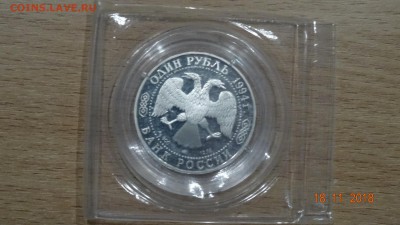 COINS.LAVE.RU
ОДИН РУБЛЬ 1994 г.
БАНК РОССИИ
18 11 2018